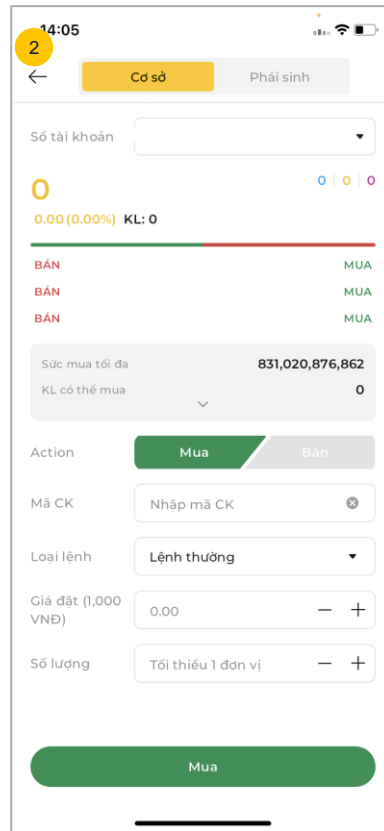 14:05
2
Cơ sở Phái sinh
Số tài khoản
0 0 0 0
0.00 (0.00%) KL: 0
BÁN MUA
BÁN MUA
BÁN MUA
Sức mua tối đa 831,020,876,862
KL có thể mua 0
Action Mua Bán
Mã CK Nhập mã CK
Loại lệnh Lệnh thường
Giá đặt (1,000
VNĐ) 0.00
Số lượng Tối thiểu 1 đơn vị
Mua